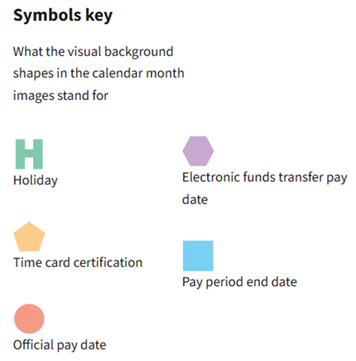 Symbols key
What the visual background
shapes in the calendar month
images stand for
H
Holiday
Time card certification
Official pay date
Electronic funds transfer pay
date
Pay period end date